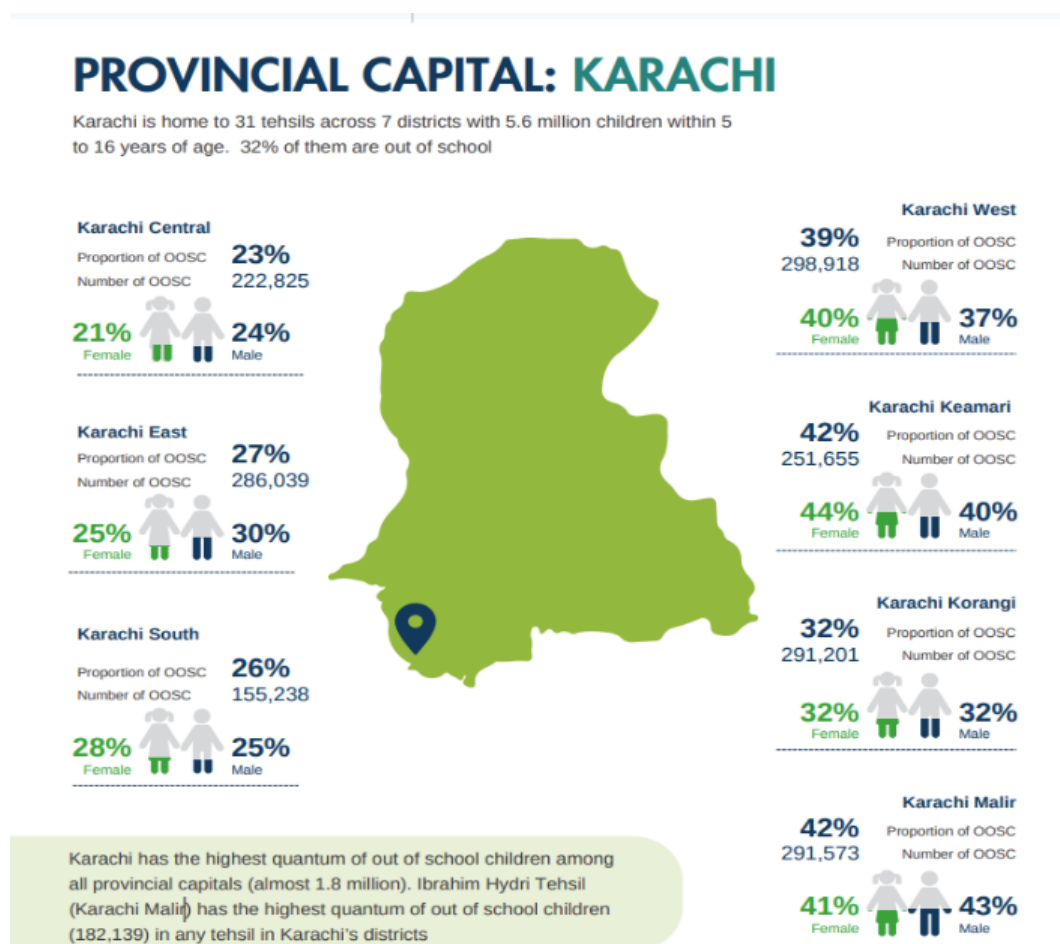 PROVINCIAL CAPITAL: KARACHI
Karachi is home to 31 tehsils across 7 districts with 5.6 million children within 5
to 16 years of age. 32% of them are out of school
Karachi Central
Proportion of OOSC 23%
Number of OOSC 222,825
21% 24%
Female Male
Karachi East
Proportion of OOSC 27%
Number of OOSC 286,039
25% 30%
Female Male
Karachi South
Proportion of OOSC 26%
Number of OOSC 155,238
28% 25%
Female Male
Karachi West
39% Proportion of OOSC
298,918 Number of OOSC
40% 37%
Female Male
Karachi Keamari
42% Proportion of OOSC
251,655 Number of OOSC
44% 40%
Female Male
Karachi Korangi
32% Proportion of OOSC
291,201 Number of OOSC
32% 32%
Female Male
Karachi Malir
42% Proportion of OOSC
291,573 Number of OOSC
41% 43%
Female Male
Karachi has the highest quantum of out of school children among
all provincial capitals (almost 1.8 million). Ibrahim Hydri Tehsil
(Karachi Malir) has the highest quantum of out of school children
(182,139) in any tehsil in Karachi's districts